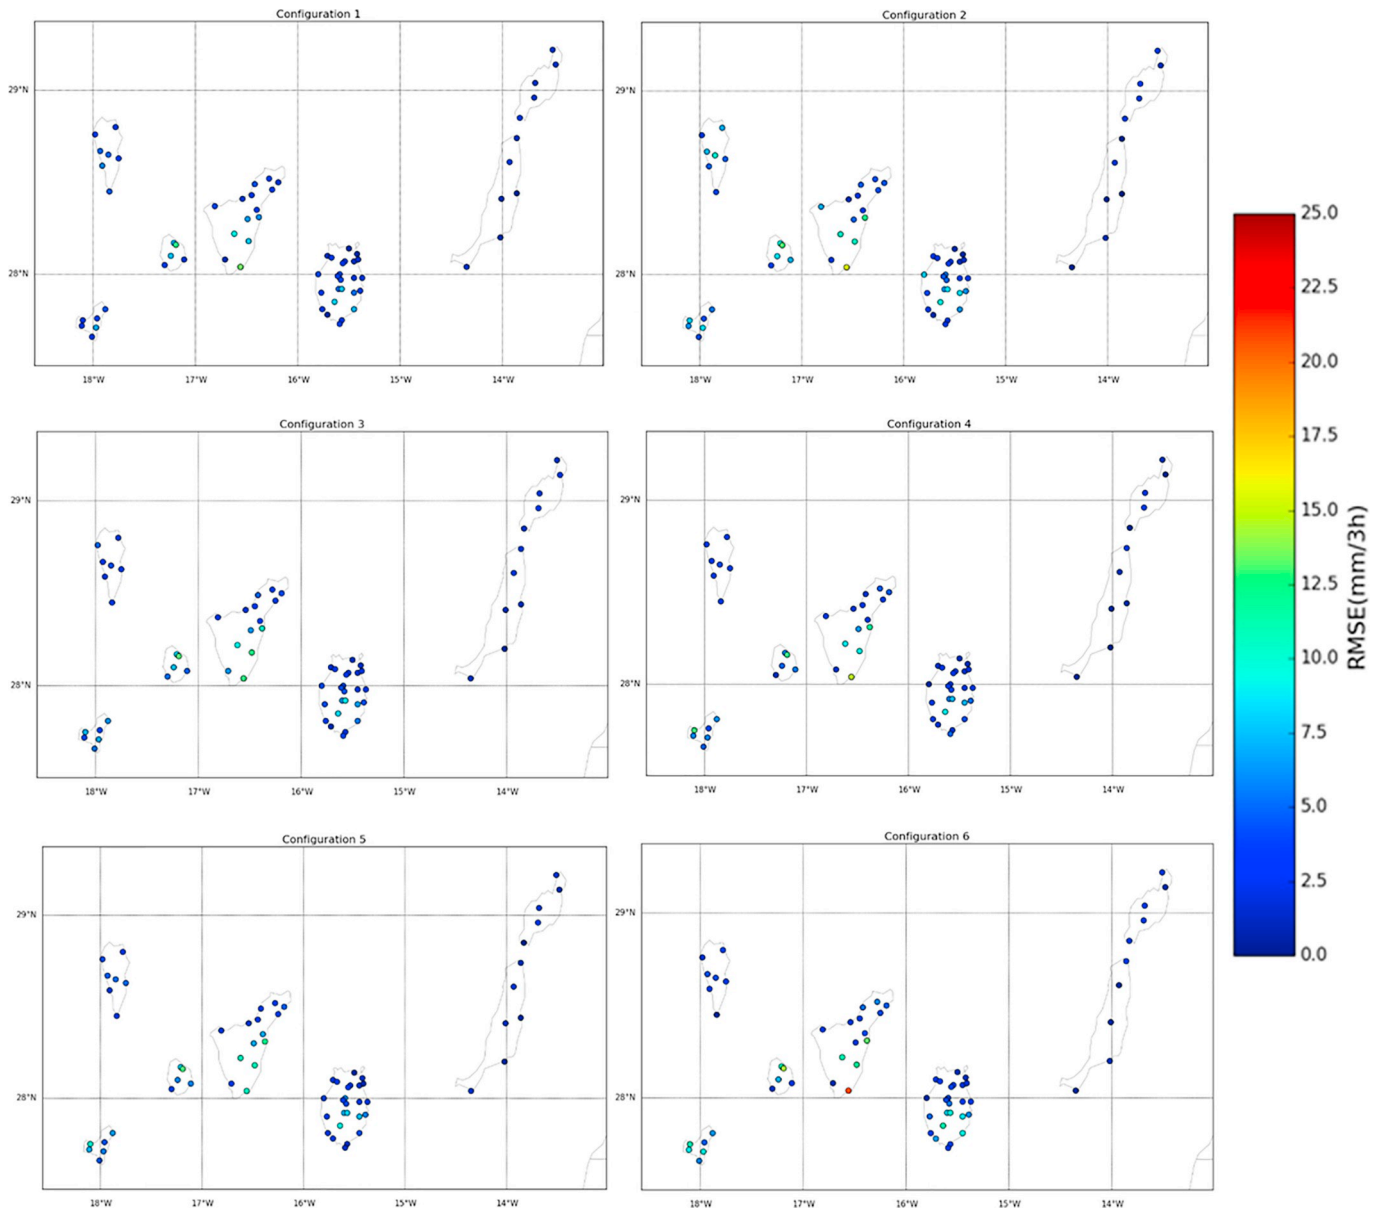 Configuration 1
Configuration 2
29°N
28°N
18°W 17°W 16°W 15°W 14°W
29°N
28°N
18°W 17°W 16°W 15°W 14°W
Configuration 3
Configuration 4
29°N
28°N
18°W 17°W 16°W 15°W 14°W
29°N
28°N
18°W 17°W 16°W 15°W 14°W
Configuration 5
Configuration 6
29°N
28°N
18°W 17°W 16°W 15°W 14°W
29°N
28°N
18°W 17°W 16°W 15°W 14°W
25.0
22.5
20.0
17.5
15.0
12.5
10.0
7.5
5.0
2.5
0.0
RMSE(mm/3h)